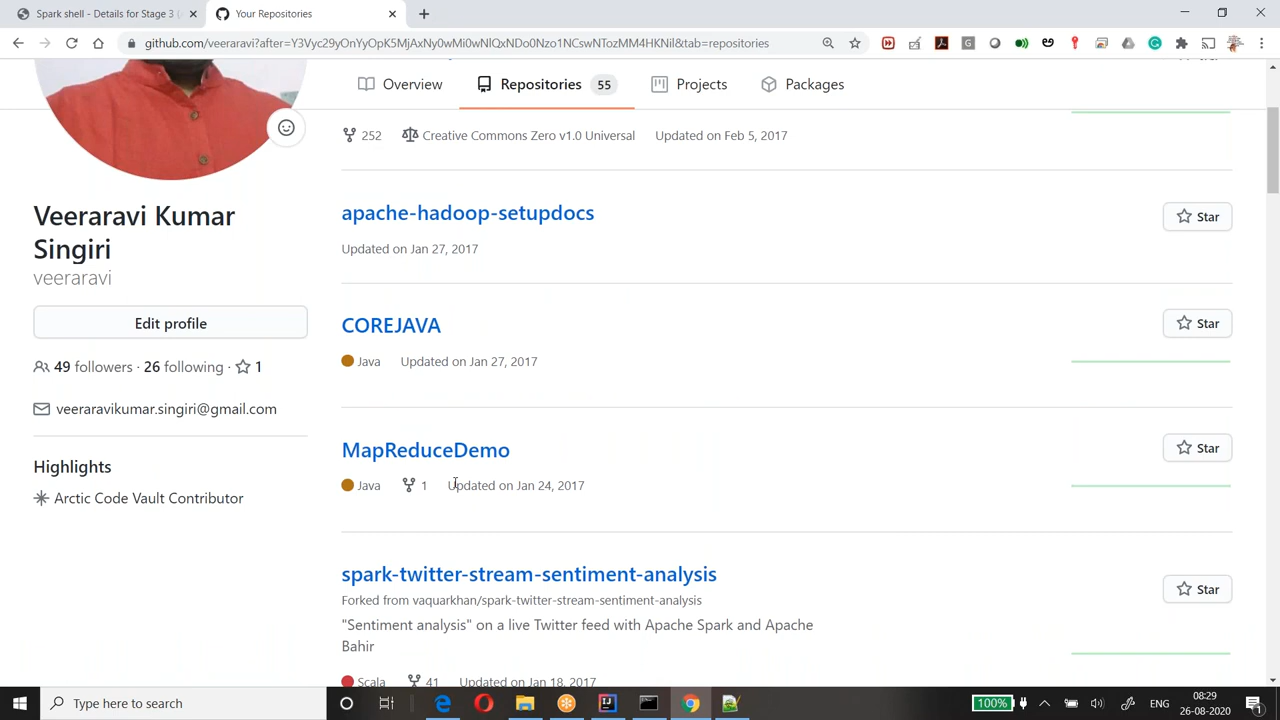 Spark shell - Details for Stage 3 (
Your Repositories
github.com/veeraravi?after=Y3Vyc29yOnYyOpK5MjAxNy0wMi0wNlQxNDo0Nzo1NCswNTozMM4HKNil&tab=repositories
Overview
Repositories 55
Projects
Packages
252 Creative Commons Zero v1.0 Universal Updated on Feb 5, 2017
Veeraravi Kumar
Singiri
veeraravi
Edit profile
49 followers · 26 following · 1
veeraravikumar.singiri@gmail.com
Highlights
Arctic Code Vault Contributor
apache-hadoop-setupdocs
Star
Updated on Jan 27, 2017
COREJAVA
Star
Java Updated on Jan 27, 2017
MapReduceDemo
Star
Java 1 Updated on Jan 24, 2017
spark-twitter-stream-sentiment-analysis
Star
Forked from vaquarkhan/spark-twitter-stream-sentiment-analysis
"Sentiment analysis" on a live Twitter feed with Apache Spark and Apache
Bahir
Scala 41 Updated on Jan 18, 2017
Type here to search
100%
ENG
08:29
26-08-2020
1